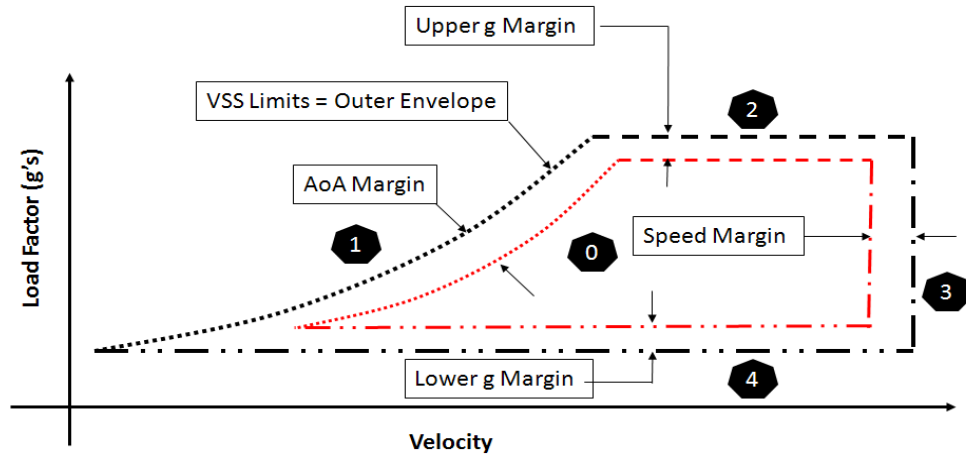 Upper g Margin
VSS Limits = Outer Envelope
2
AoA Margin
Load Factor (g's)
1
0
Speed Margin
3
Lower g Margin
4
Velocity